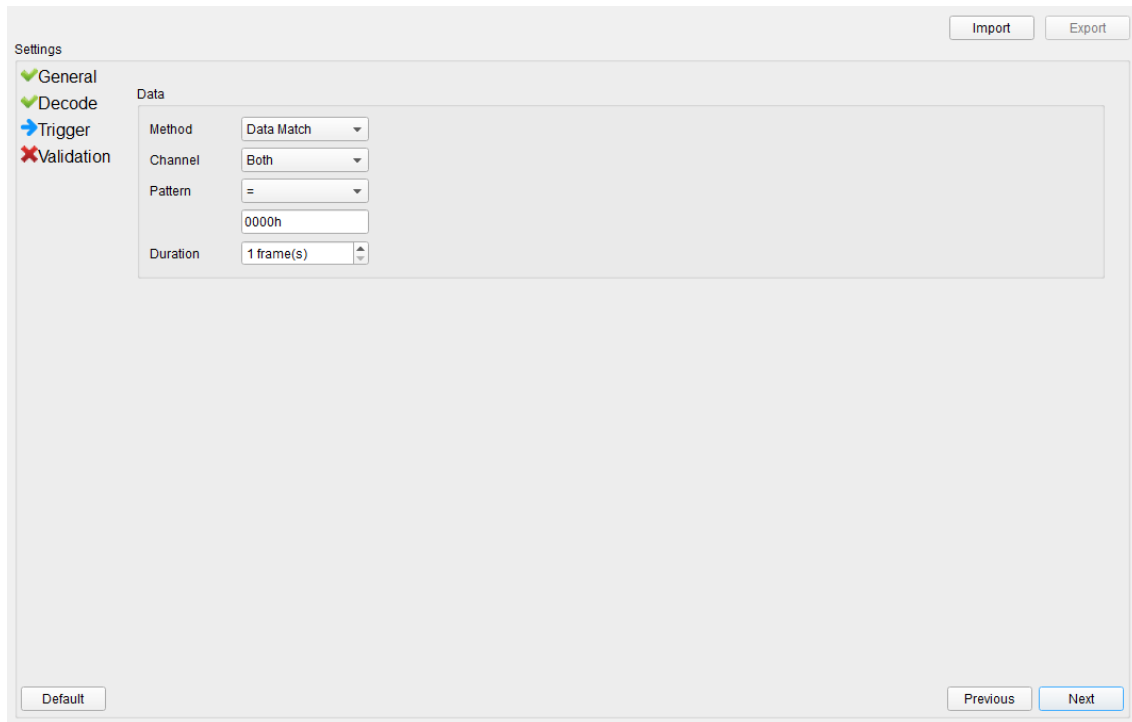 Import Export
Settings
General
Decode
Trigger
Validation
Data
Method Data Match
Channel Both
Pattern =
0000h
Duration 1 frame(s)
Default Previous Next